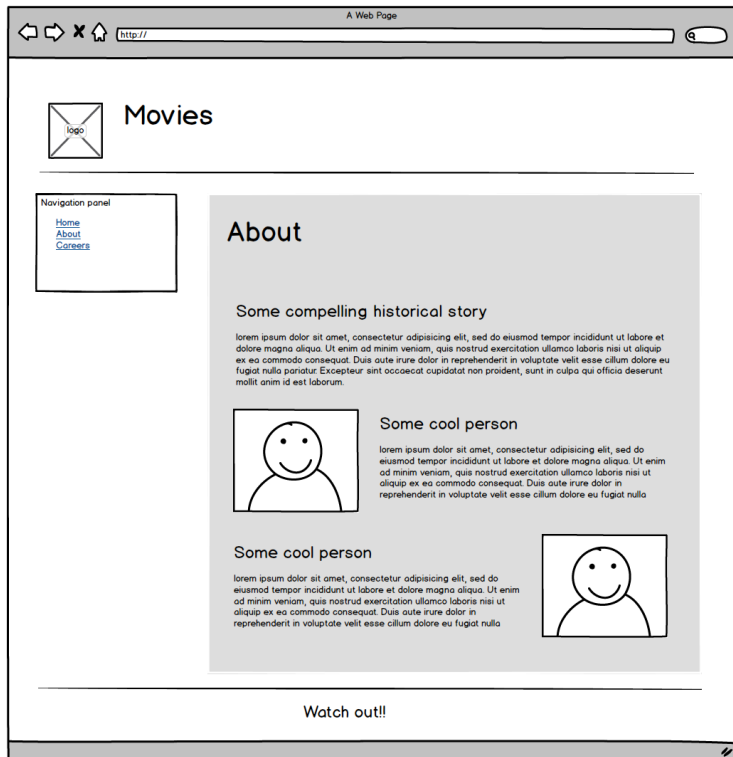 A Web Page
http://
logo
Movies
Navigation panel
Home
About
Careers
About
Some compelling historical story
lorem ipsum dolor sit amet, consectetur adipisicing elit, sed do eiusmod tempor incididunt ut labore et
dolore magna aliqua. Ut enim ad minim veniam, quis nostrud exercitation ullamco laboris nisi ut aliquip
ex ea commodo consequat. Duis aute irure dolor in reprehenderit in voluptate velit esse cillum dolore eu
fugiat nulla pariatur. Excepteur sint occaecat cupidatat non proident, sunt in culpa qui officia deserunt
mollit anim id est laborum.
Some cool person
lorem ipsum dolor sit amet, consectetur adipisicing elit, sed do
eiusmod tempor incididunt ut labore et dolore magna aliqua. Ut enim
ad minim veniam, quis nostrud exercitation ullamco laboris nisi ut
aliquip ex ea commodo consequat. Duis aute irure dolor in
reprehenderit in voluptate velit esse cillum dolore eu fugiat nulla
Some cool person
lorem ipsum dolor sit amet, consectetur adipisicing elit, sed do
eiusmod tempor incididunt ut labore et dolore magna aliqua. Ut enim
ad minim veniam, quis nostrud exercitation ullamco laboris nisi ut
aliquip ex ea commodo consequat. Duis aute irure dolor in
reprehenderit in voluptate velit esse cillum dolore eu fugiat nulla
Watch out!!